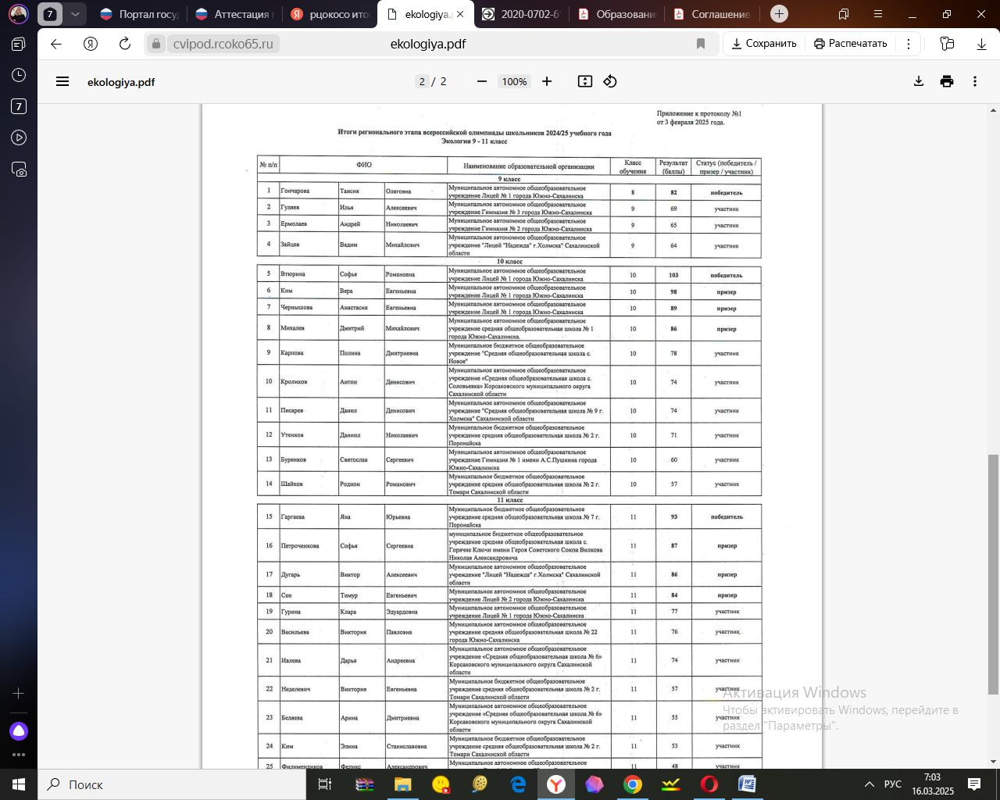 7
Портал госу
Аттестация п
рцокосо ито
ekologiya.
2020-0702-6
Образовани
Соглашение
cvipod.rcoko65.ru
ekologiya.pdf
Сохранить
Распечатать
7
ekologiya.pdf
2 / 2
100%
Приложение к протоколу №1
от 3 февраля 2025 года.
Итоги регионального этапа всероссийской олимпиады школьников 2024/25 учебного года
Экология 9 - 11 класс
№ п/п ФИО Наименование образовательной организации Класс обучения Результат (баллы) Статус (победитель / призер / участник)
9 класс
1 Гончарова Таисия Олеговна Муниципальное автономное общеобразовательное
учреждение Лицей № 1 города Южно-Сахалинска 8 82 победитель
2 Гуляев Илья Алексеевич Муниципальное автономное общеобразовательное
учреждение Гимназия № 3 города Южно-Сахалинска 9 69 участник
3 Ермолаев Андрей Николаевич Муниципальное автономное общеобразовательное
учреждение Гимназия № 2 города Южно-Сахалинска 9 65 участник
4 Зайцев Вадим Михайлович Муниципальное автономное общеобразовательное
учреждение "Лицей "Надежда" г.Холмска" Сахалинской
области 9 64 участник
10 класс
5 Втюрина Софья Романовна Муниципальное автономное общеобразовательное
учреждение Лицей № 1 города Южно-Сахалинска 10 103 победитель
6 Ким Вера Евгеньевна Муниципальное автономное общеобразовательное
учреждение Лицей № 1 города Южно-Сахалинска 10 98 призер
7 Чернышова Анастасия Евгеньевна Муниципальное автономное общеобразовательное
учреждение Лицей № 1 города Южно-Сахалинска 10 89 призер
8 Михалев Дмитрий Михайлович Муниципальное автономное общеобразовательное
учреждение средняя общеобразовательная школа № 1
города Южно-Сахалинска. 10 86 призер
9 Карпова Полина Дмитриевна Муниципальное бюджетное общеобразовательное
учреждение "Средняя общеобразовательная школа с.
Новое" 10 78 участник
10 Кроликов Антон Денисович Муниципальное автономное общеобразовательное
учреждение «Средняя общеобразовательная школа с.
Соловьевка» Корсаковского муниципального округа
Сахалинской области 10 74 участник
11 Писарев Данил Денисович Муниципальное автономное общеобразовательное
учреждение "Средняя общеобразовательная школа № 9 г.
Холмска" Сахалинской области 10 74 участник
12 Утенков Даниил Николаевич Муниципальное бюджетное общеобразовательное
учреждение средняя общеобразовательная школа № 2 г.
Поронайска 10 71 участник
13 Буренков Святослав Сергеевич Муниципальное автономное общеобразовательное
учреждение Гимназия № 1 имени А.С.Пушкина города
Южно-Сахалинска 10 60 участник
14 Шайхов Родион Романович Муниципальное бюджетное общеобразовательное
учреждение средняя общеобразовательная школа № 2 г.
Томари Сахалинской области 10 57 участник
11 класс
15 Гаргаева Яна Юрьевна Муниципальное бюджетное общеобразовательное
учреждение средняя общеобразовательная школа № 7 г.
Поронайска 11 93 победитель
16 Петроченкова Софья Сергеевна муниципальное бюджетное общеобразовательное
учреждение средняя общеобразовательная школа с.
Горячие Ключи имени Героя Советского Союза Вилкова
Николая Александровича 11 87 призер
17 Дугарь Виктор Алексеевич Муниципальное автономное общеобразовательное
учреждение "Лицей "Надежда" г.Холмска" Сахалинской
области 11 86 призер
18 Сен Тимур Евгеньевич Муниципальное автономное общеобразовательное
учреждение Лицей № 2 города Южно-Сахалинска 11 84 призер
19 Гурина Клара Эдуардовна Муниципальное автономное общеобразовательное
учреждение Лицей № 1 города Южно-Сахалинска 11 77 участник
20 Васильева Виктория Павловна Муниципальное автономное общеобразовательное
учреждение средняя общеобразовательная школа № 22
города Южно-Сахалинска 11 76 участник
21 Ивлева Дарья Андреевна Муниципальное автономное общеобразовательное
учреждение «Средняя общеобразовательная школа № 6»
Корсаковского муниципального округа Сахалинской
области 11 74 участник
22 Неделевич Виктория Евгеньевна Муниципальное бюджетное общеобразовательное
учреждение средняя общеобразовательная школа № 2 г.
Томари Сахалинской области 11 57 участник
23 Беляева Арина Дмитриевна Муниципальное автономное общеобразовательное
учреждение «Средняя общеобразовательная школа № 6»
Корсаковского муниципального округа Сахалинской
области 11 55 участник
24 Ким Элина Станиславовна Муниципальное бюджетное общеобразовательное
учреждение средняя общеобразовательная школа № 2 г.
Томари Сахалинской области 11 53 участник
25 Филимендиков Феликс Александрович Муниципальное автономное общеобразовательное 11 48 участник
Активация Windows
Чтобы активировать Windows, перейдите в
раздел "Параметры".
Поиск
РУС
7:03
16.03.2025